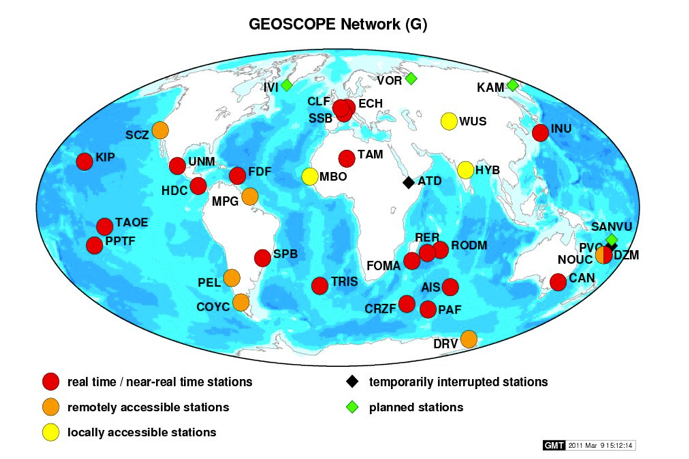 GEOSCOPE Network (G)
IVI
VOR
KAM
CLF
ECH
SSB
WUS
SCZ
INU
KIP
UNM
TAM
FDF
HYB
MBO
ATD
HDC
MPG
TAOE
SANVU
PPTF
RER
RODM
PVC
DZM
NOUC
SPB
FOMA
PEL
TRIS
CAN
AIS
COYC
CRZF
PAF
DRV
real time / near-real time stations
temporarily interrupted stations
remotely accessible stations
planned stations
locally accessible stations
GMT 2011 Mar 9 15:12:14